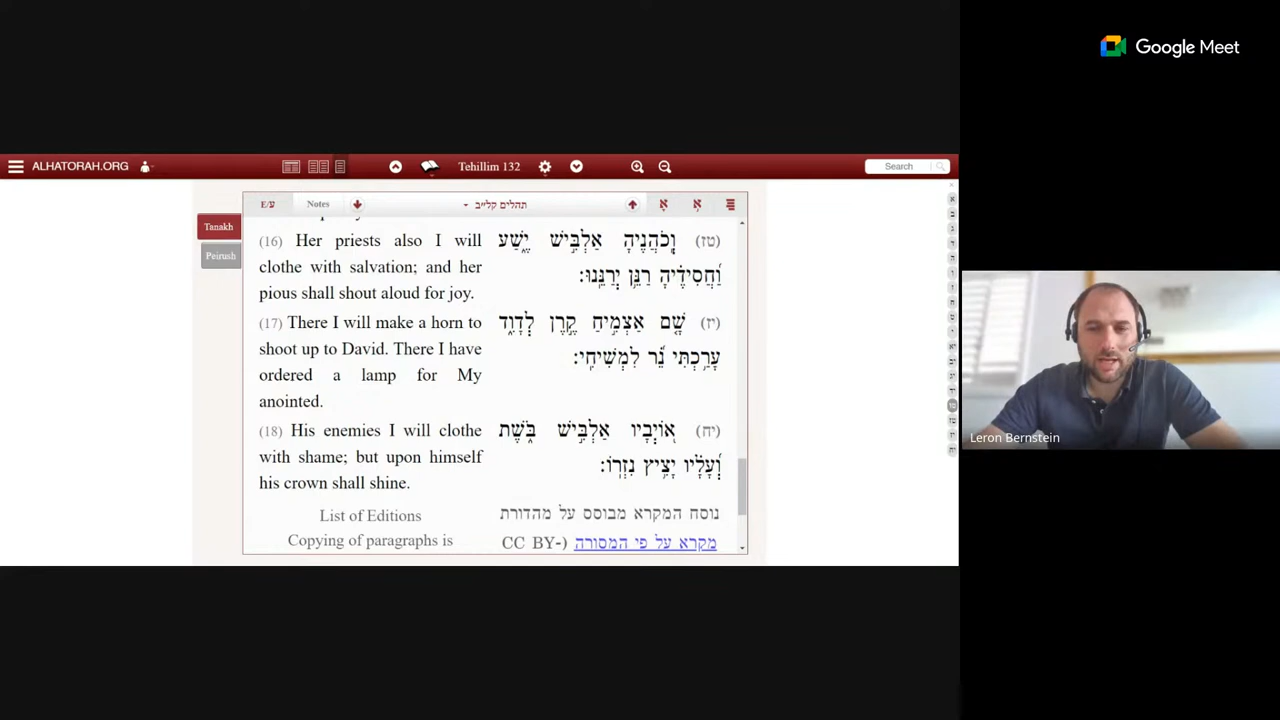 Google Meet
ALHATORAH.ORG
Tehillim 132
Search
ע/E
Notes
תהלים קל״ב
אָ
א֭
Tanakh
Peirush
(16) Her priests also I will
clothe with salvation; and her
pious shall shout aloud for joy.
(17) There I will make a horn to
shoot up to David. There I have
ordered a lamp for My
anointed.
(18) His enemies I will clothe
with shame; but upon himself
his crown shall shine.
List of Editions
Copying of paragraphs is
(טז) וְֽכֹהֲנֶיהָ אַלְבִּ֣ישׁ יֶ֑שַׁע
וַ֝חֲסִידֶ֗יהָ רַנֵּ֥ן יְרַנֵּֽנוּ׃
(יז) שָׁ֤ם אַצְמִ֣יחַ קֶ֣רֶן לְדָוִ֑ד
עָרַ֥כְתִּי נֵ֝֗ר לִמְשִׁיחִֽי׃
(יח) א֭וֹיְבָיו אַלְבִּ֣ישׁ בֹּ֑שֶׁת
וְ֝עָלָ֗יו יָצִ֥יץ נִזְרֽוֹ׃
נוסח המקרא מבוסס על מהדורת
מקרא על פי המסורה (CC BY-
Leron Bernstein